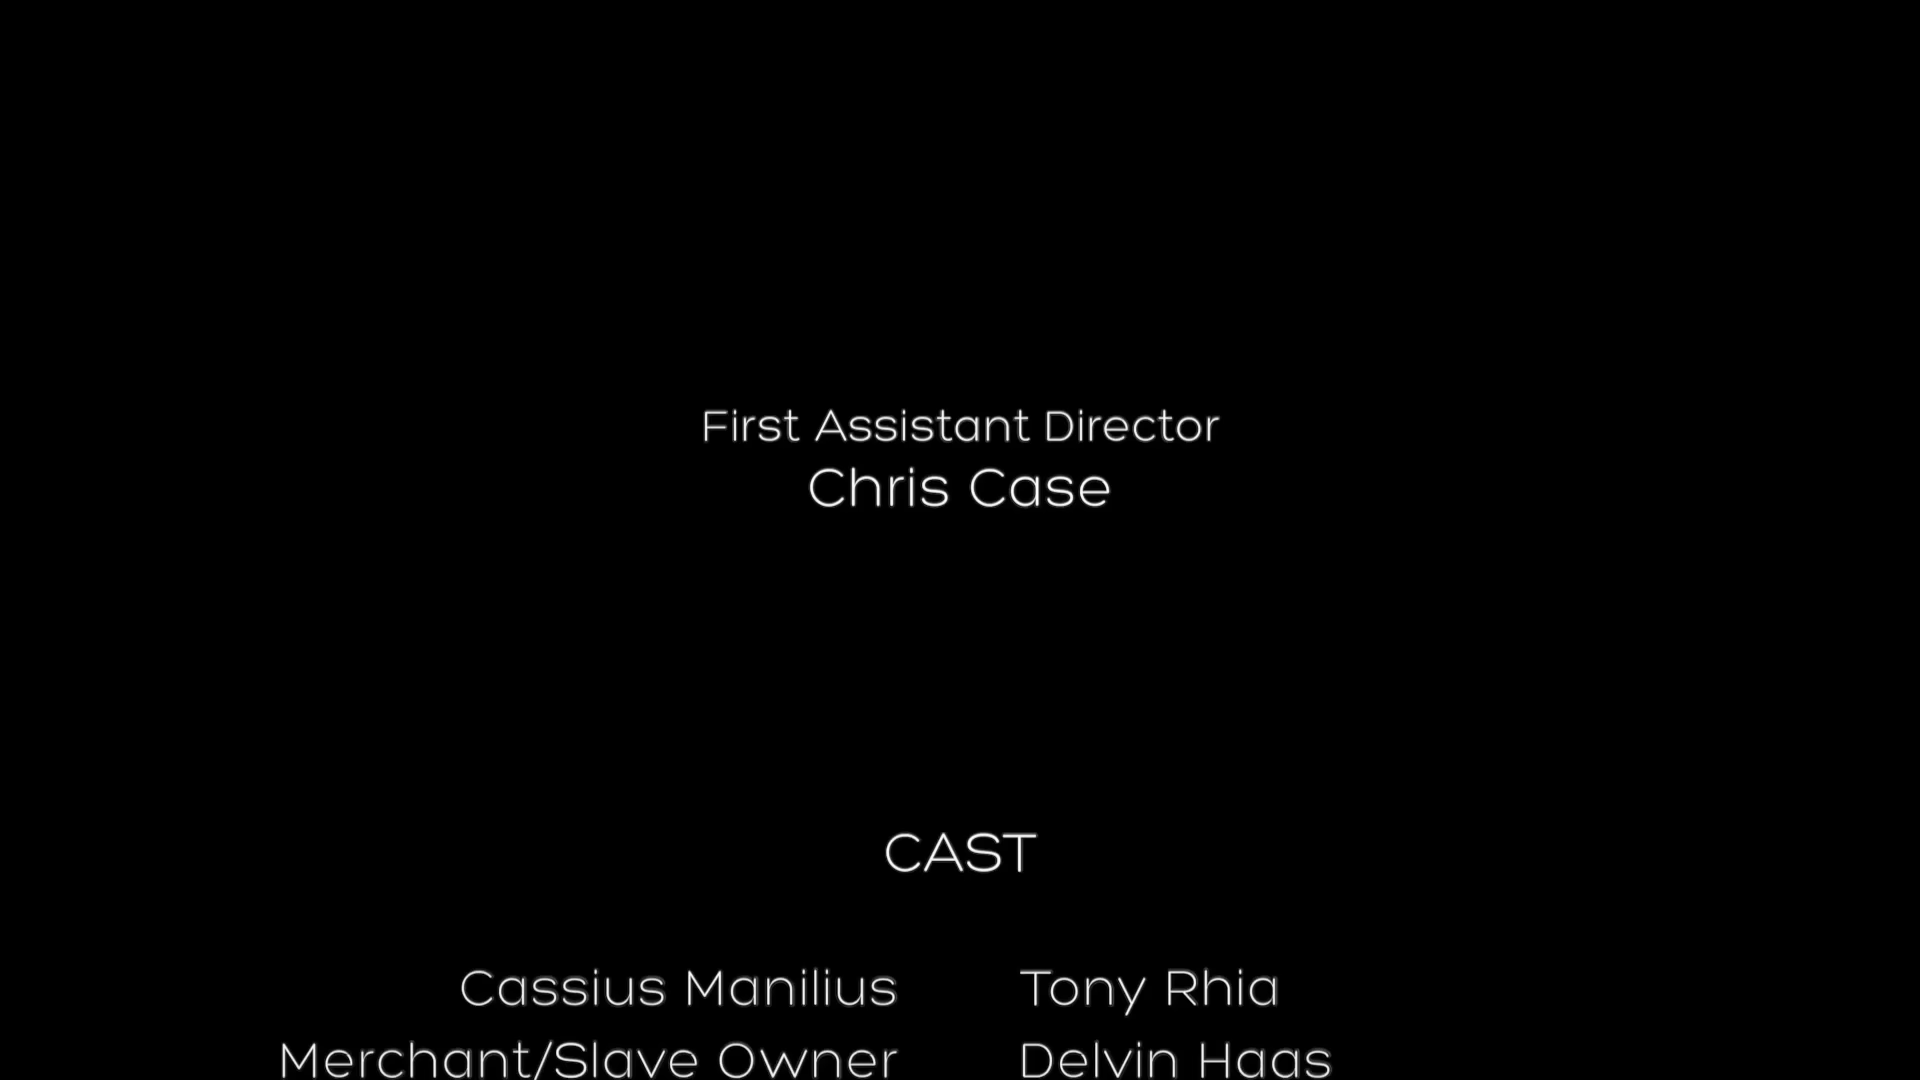 First Assistant Director
Chris Case
CAST
Cassius Manilius Tony Rhia
Merchant/Slave Owner Delvin Haas